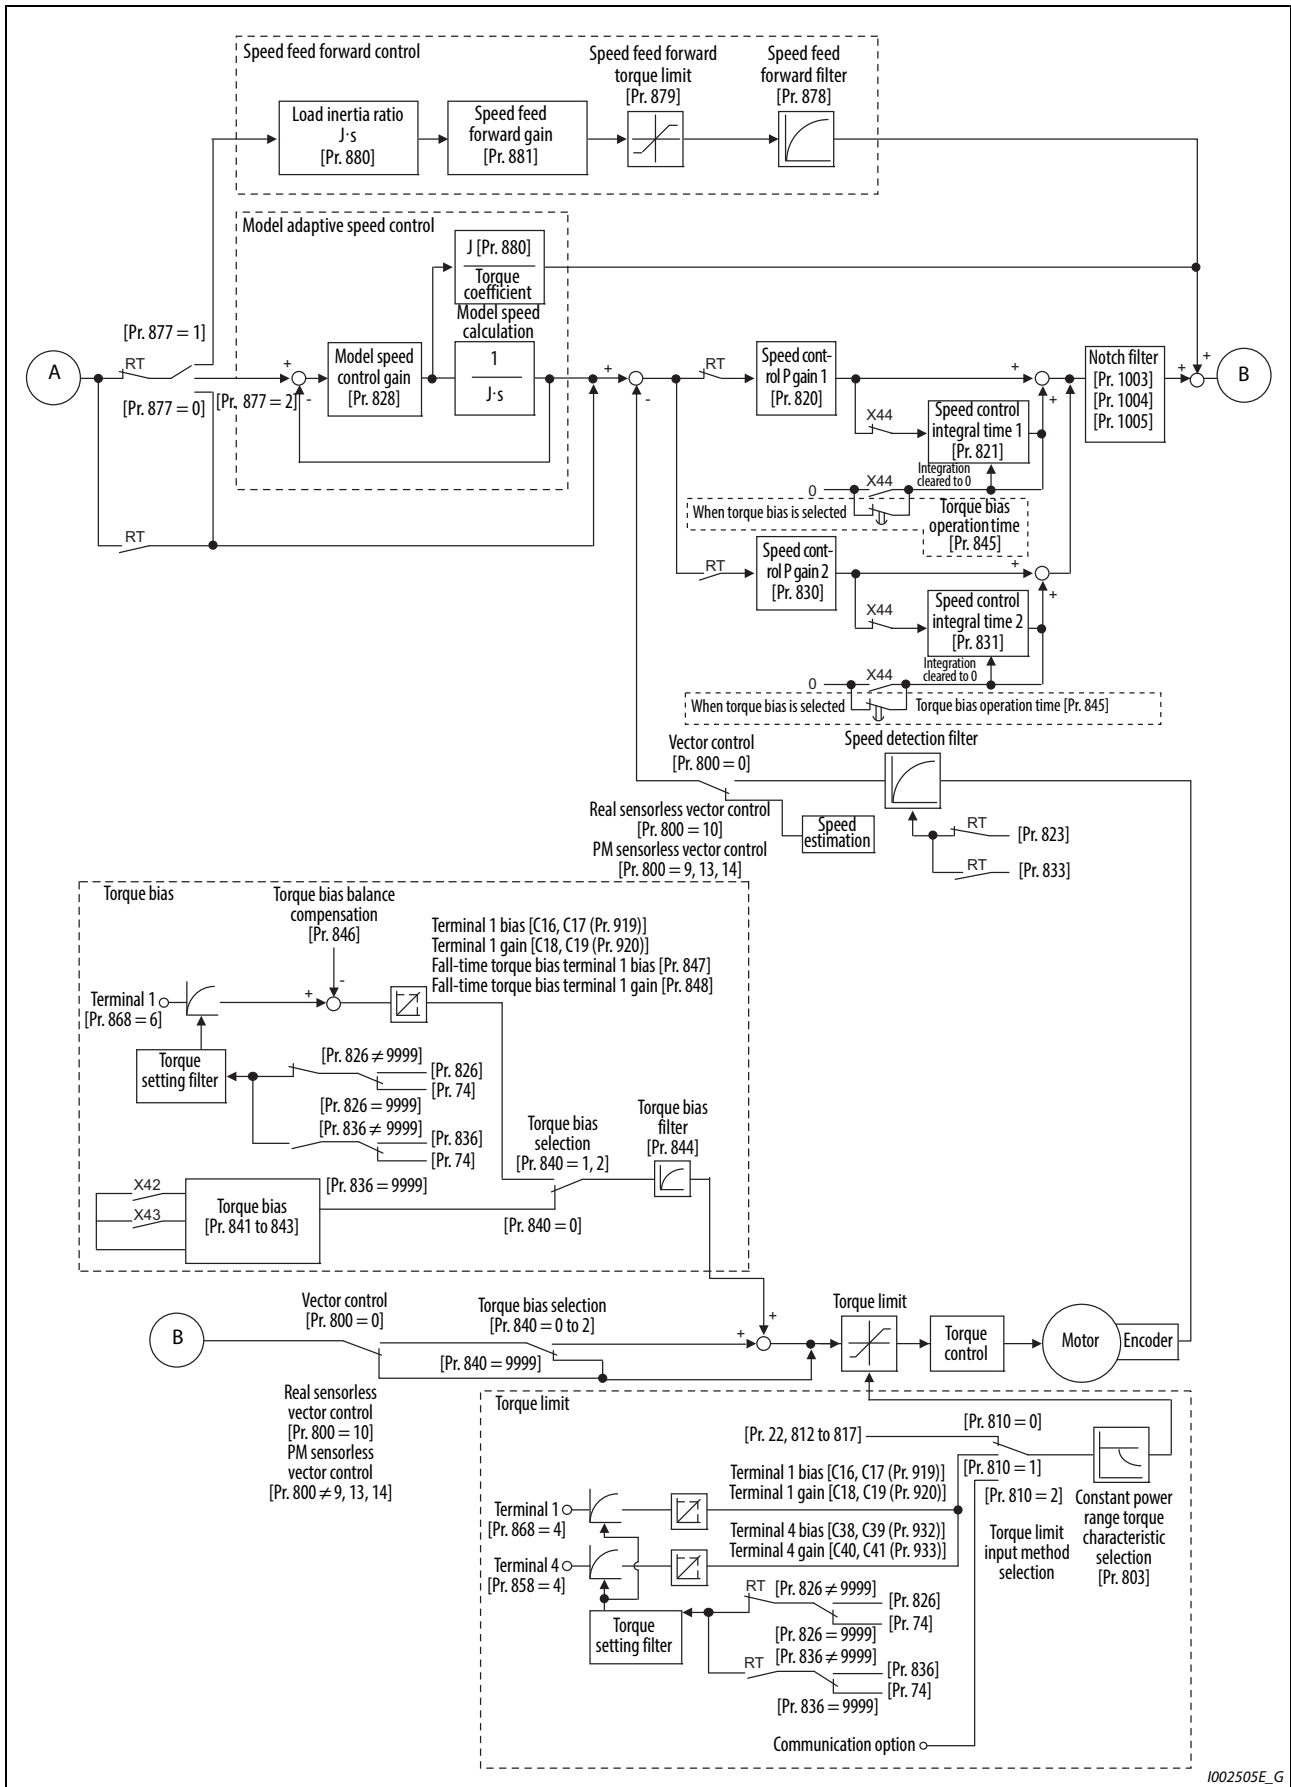 Speed feed forward control
Speed feed forward
torque limit
[Pr. 879]
Speed feed
forward filter
[Pr. 878]
Load inertia ratio
J·s
[Pr. 880]
Speed feed
forward gain
[Pr. 881]
Model adaptive speed control
J [Pr. 880]
Torque
coefficient
Model speed
calculation
1
J·s
[Pr. 877 = 1]
RT
A
[Pr. 877 = 0]
[Pr. 877 = 2]
+
-
Model speed
control gain
[Pr. 828]
RT
+
-
RT
Speed cont-
rol P gain 1
[Pr. 820]
X44
Speed control
integral time 1
[Pr. 821]
+
+
Notch filter
[Pr. 1003]
[Pr. 1004]
[Pr. 1005]
+
+
B
Integration
cleared to 0
0
X44
When torque bias is selected
Torque bias
operation time
[Pr. 845]
RT
Speed cont-
rol P gain 2
[Pr. 830]
X44
Speed control
integral time 2
[Pr. 831]
+
+
Integration
cleared to 0
0
X44
When torque bias is selected
Torque bias operation time [Pr. 845]
Vector control
[Pr. 800 = 0]
Speed detection filter
Real sensorless vector control
[Pr. 800 = 10]
PM sensorless vector control
[Pr. 800 = 9, 13, 14]
Speed
estimation
RT
[Pr. 823]
RT
[Pr. 833]
Torque bias
Torque bias balance
compensation
[Pr. 846]
Terminal 1 bias [C16, C17 (Pr. 919)]
Terminal 1 gain [C18, C19 (Pr. 920)]
Fall-time torque bias terminal 1 bias [Pr. 847]
Fall-time torque bias terminal 1 gain [Pr. 848]
Terminal 1
[Pr. 868 = 6]
+
-
Torque
setting filter
[Pr. 826 ≠ 9999]
[Pr. 826]
[Pr. 74]
[Pr. 826 = 9999]
[Pr. 836 ≠ 9999]
[Pr. 836]
[Pr. 74]
[Pr. 836 = 9999]
Torque bias
selection
[Pr. 840 = 1, 2]
[Pr. 840 = 0]
Torque bias
filter
[Pr. 844]
X42
X43
Torque bias
[Pr. 841 to 843]
B
Vector control
[Pr. 800 = 0]
Torque bias selection
[Pr. 840 = 0 to 2]
[Pr. 840 = 9999]
+
+
Torque limit
Torque
control
Motor
Encoder
Real sensorless
vector control
[Pr. 800 = 10]
PM sensorless
vector control
[Pr. 800 ≠ 9, 13, 14]
Torque limit
[Pr. 22, 812 to 817]
[Pr. 810 = 0]
[Pr. 810 = 1]
[Pr. 810 = 2]
Torque limit
input method
selection
Constant power
range torque
characteristic
selection
[Pr. 803]
Terminal 1
[Pr. 868 = 4]
Terminal 1 bias [C16, C17 (Pr. 919)]
Terminal 1 gain [C18, C19 (Pr. 920)]
Terminal 4
[Pr. 858 = 4]
Terminal 4 bias [C38, C39 (Pr. 932)]
Terminal 4 gain [C40, C41 (Pr. 933)]
Torque
setting filter
RT
[Pr. 826 ≠ 9999]
[Pr. 826]
[Pr. 74]
[Pr. 826 = 9999]
RT
[Pr. 836 ≠ 9999]
[Pr. 836]
[Pr. 74]
[Pr. 836 = 9999]
Communication option
I002505E_G